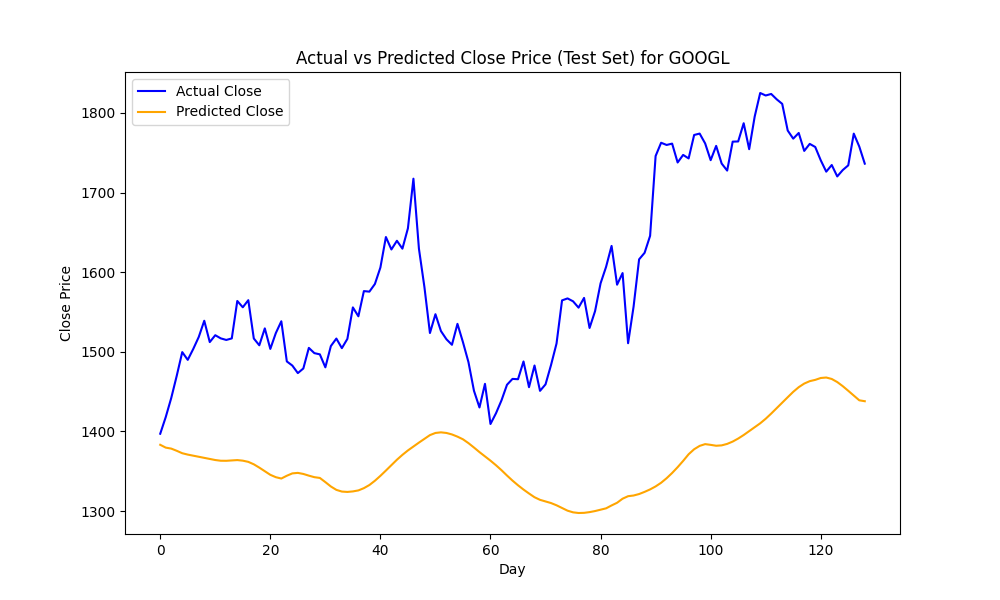 Actual vs Predicted Close Price (Test Set) for GOOGL
Actual Close
Predicted Close
1800
1700
1600
1500
1400
1300
Close Price
0 20 40 60 80 100 120
Day